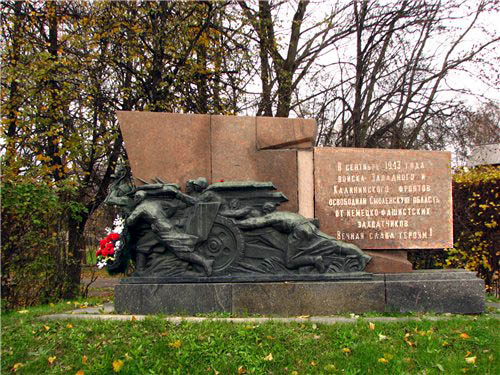 В сентябре 1943 года
войска Западного и
Калининского фронтов
освободили Смоленскую область
от немецко-фашистских
захватчиков
Вечная слава героям!